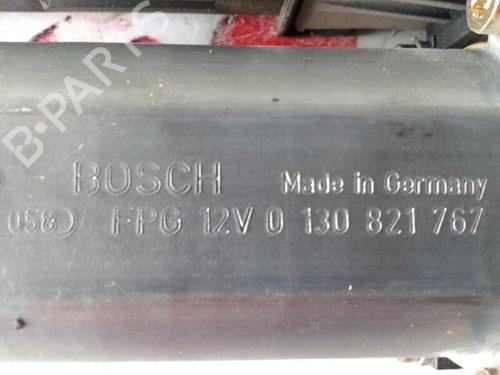 B-PARTS
BOSCH Made in Germany
058) FPG 12V 0 130 821 767